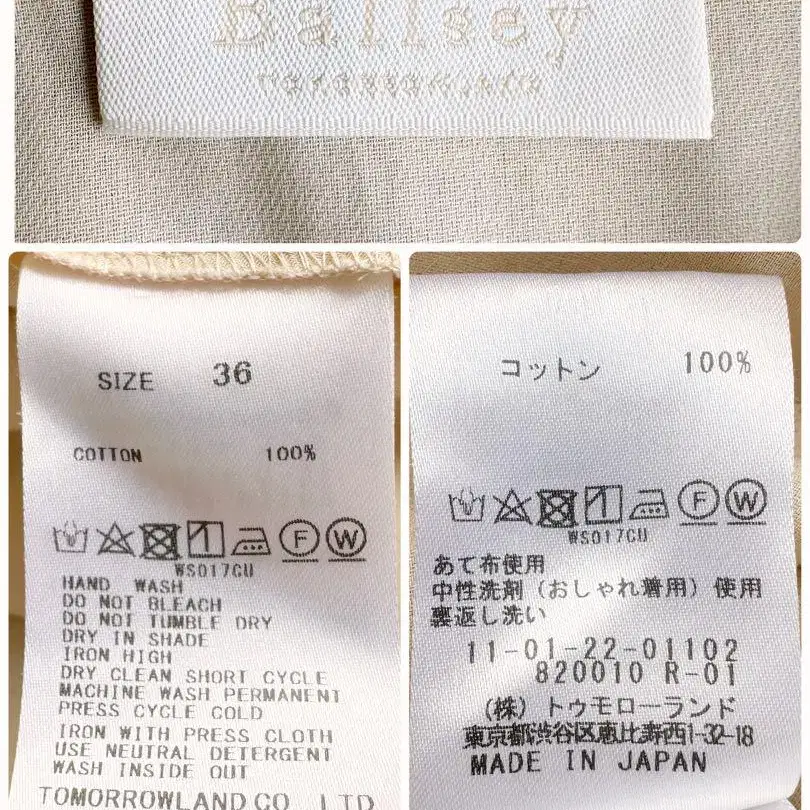 Ballsey
SIZE 36
COTTON 100%
WS017CU
HAND WASH
DO NOT BLEACH
DO NOT TUMBLE DRY
DRY IN SHADE
IRON HIGH
DRY CLEAN SHORT CYCLE
MACHINE WASH PERMANENT
PRESS CYCLE COLD
IRON WITH PRESS CLOTH
USE NEUTRAL DETERGENT
WASH INSIDE OUT
TOMORROWLAND CO LTD
コットン 100%
F W
WS017CU
あて布使用
中性洗剤(おしゃれ着用)使用
裏返し洗い
11-01-22-01102
820010 R-01
(株)トゥモローランド
東京都渋谷区恵比寿西1-32-18
MADE IN JAPAN